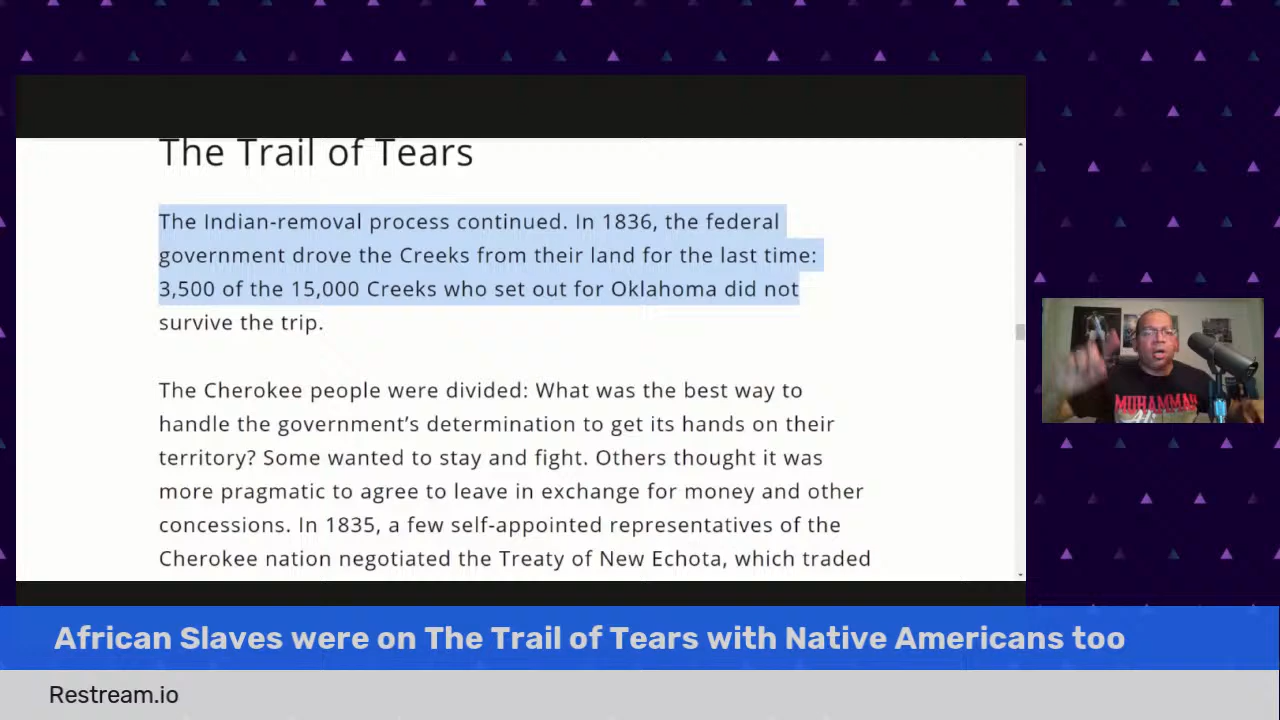 The Trail of Tears
The Indian-removal process continued. In 1836, the federal
government drove the Creeks from their land for the last time:
3,500 of the 15,000 Creeks who set out for Oklahoma did not
survive the trip.
The Cherokee people were divided: What was the best way to
handle the government’s determination to get its hands on their
territory? Some wanted to stay and fight. Others thought it was
more pragmatic to agree to leave in exchange for money and other
concessions. In 1835, a few self-appointed representatives of the
Cherokee nation negotiated the Treaty of New Echota, which traded
MUHAMMAD
African Slaves were on The Trail of Tears with Native Americans too
Restream.io